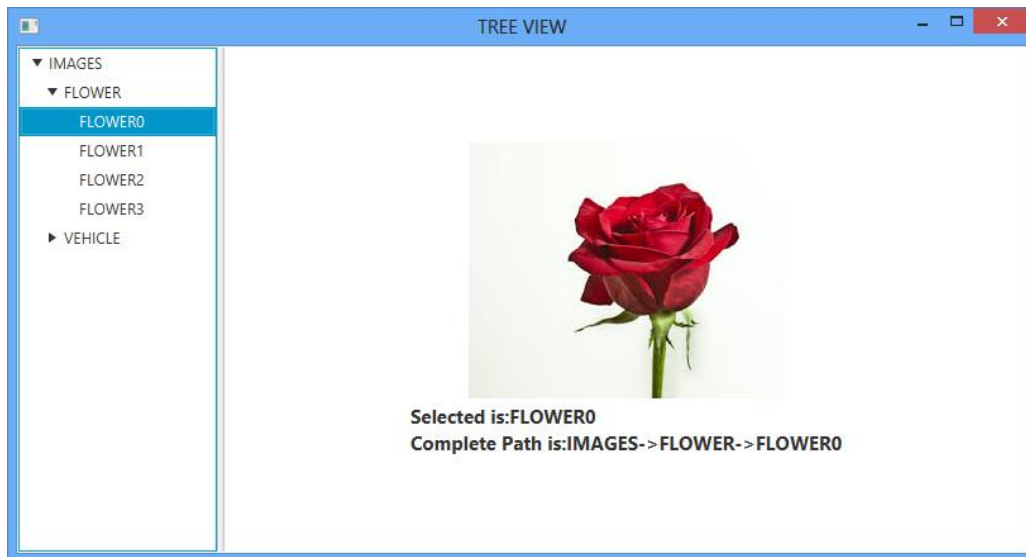 TREE VIEW
IMAGES
FLOWER
FLOWER0
FLOWER1
FLOWER2
FLOWER3
VEHICLE
Selected is:FLOWER0
Complete Path is:IMAGES->FLOWER->FLOWER0